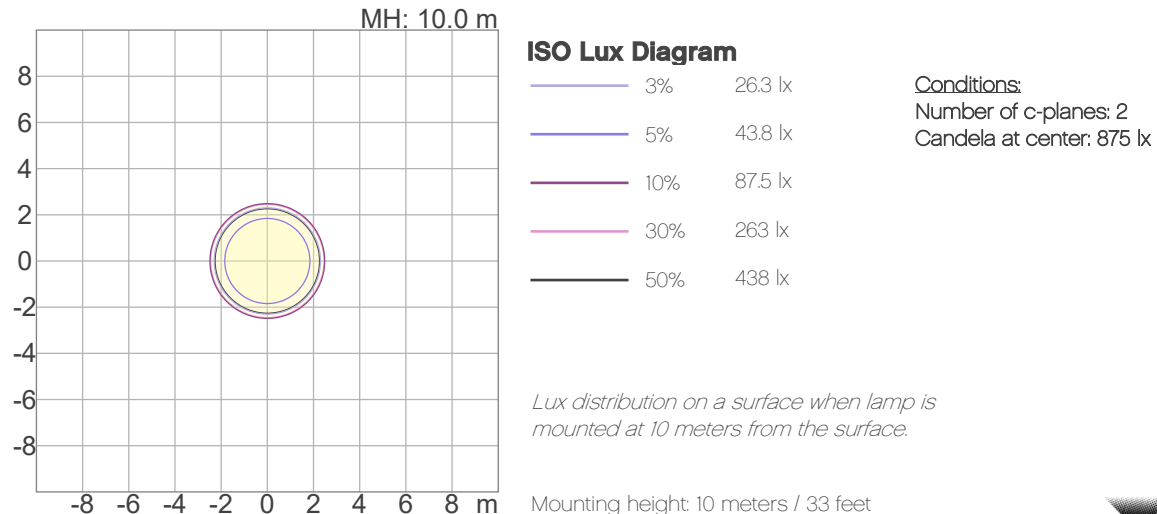 MH: 10.0 m
8
6
4
2
0
-2
-4
-6
-8
-8 -6 -4 -2 0 2 4 6 8 m
ISO Lux Diagram
3% 26.3 lx
5% 43.8 lx
10% 87.5 lx
30% 263 lx
50% 438 lx
Conditions:
Number of c-planes: 2
Candela at center: 875 lx
Lux distribution on a surface when lamp is
mounted at 10 meters from the surface.
Mounting height: 10 meters / 33 feet